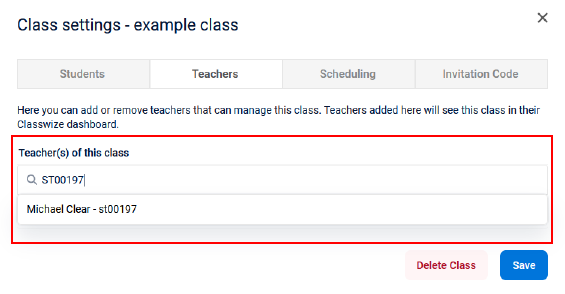 Class settings - example class
Students
Teachers
Scheduling
Invitation Code
Here you can add or remove teachers that can manage this class. Teachers added here will see this class in their
Classwize dashboard.
Teacher(s) of this class
ST00197
Michael Clear - st00197
Delete Class
Save